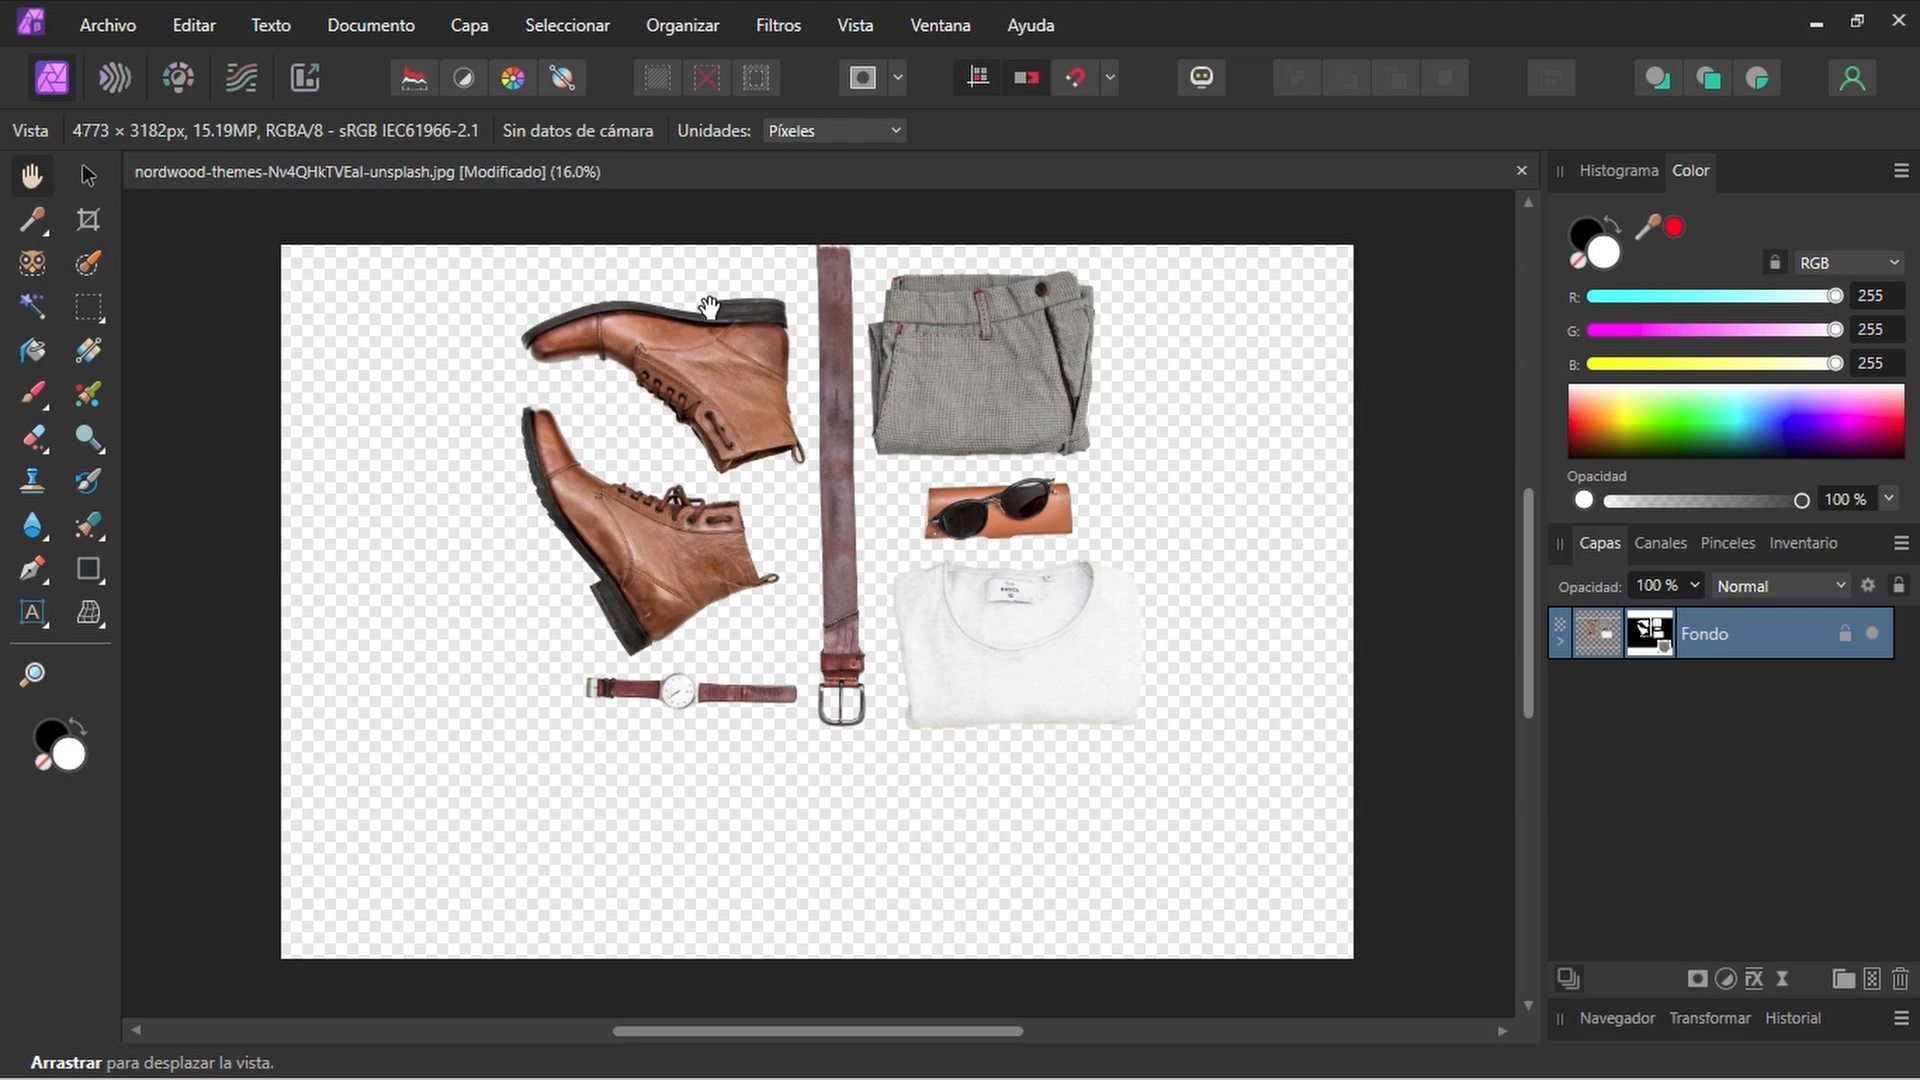 Archivo Editar Texto Documento Capa Seleccionar Organizar Filtros Vista Ventana Ayuda
Vista 4773 × 3182px, 15.19MP, RGBA/8 - sRGB IEC61966-2.1 Sin datos de cámara Unidades: Píxeles
nordwood-themes-Nv4QHkTVEaI-unsplash.jpg [Modificado] (16.0%)
Histograma Color
RGB
R: 255
G: 255
B: 255
Opacidad
100 %
Capas Canales Pinceles Inventario
Opacidad: 100 % Normal
Fondo
BASICS
A
Navegador Transformar Historial
Arrastrar para desplazar la vista.